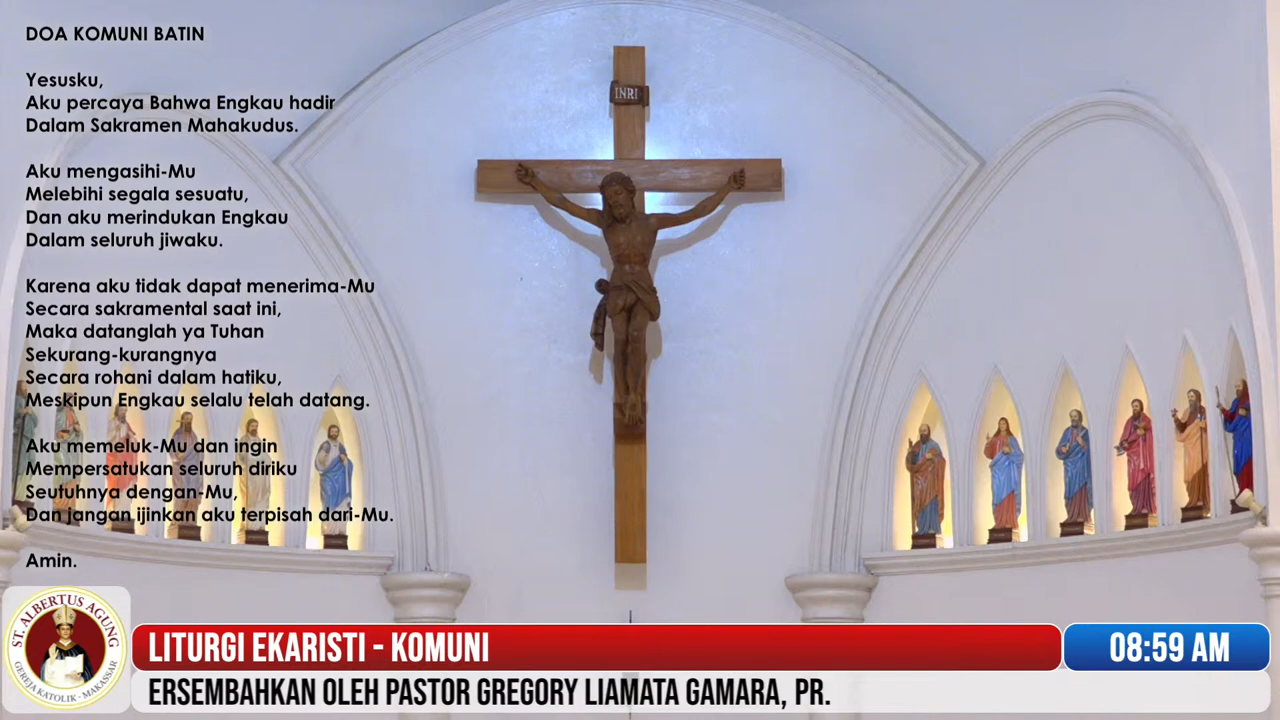 DOA KOMUNI BATIN
Yesusku,
Aku percaya Bahwa Engkau hadir
Dalam Sakramen Mahakudus.
Aku mengasihi-Mu
Melebihi segala sesuatu,
Dan aku merindukan Engkau
Dalam seluruh jiwaku.
Karena aku tidak dapat menerima-Mu
Secara sakramental saat ini,
Maka datanglah ya Tuhan
Sekurang-kurangnya
Secara rohani dalam hatiku,
Meskipun Engkau selalu telah datang.
Aku memeluk-Mu dan ingin
Mempersatukan seluruh diriku
Seutuhnya dengan-Mu,
Dan jangan ijinkan aku terpisah dari-Mu.
Amin.
INRI
ST. ALBERTUS AGUNG
GEREJA KATOLIK - MAKASSAR
LITURGI EKARISTI - KOMUNI
08:59 AM
ERSEMBAHKAN OLEH PASTOR GREGORY LIAMATA GAMARA, PR.